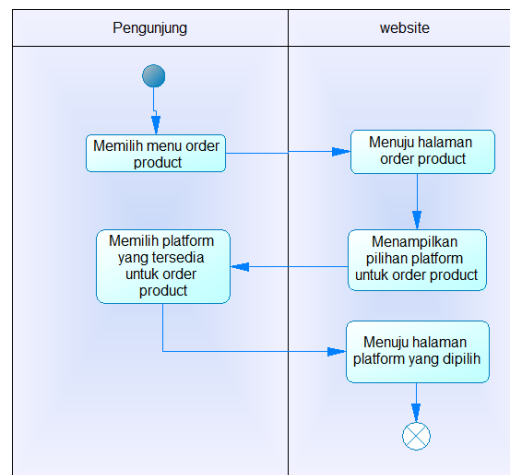 Pengunjung
website
Memilih menu order
product
Menuju halaman
order product
Menampilkan
pilihan platform
untuk order product
Memilih platform
yang tersedia
untuk order
product
Menuju halaman
platform yang dipilih